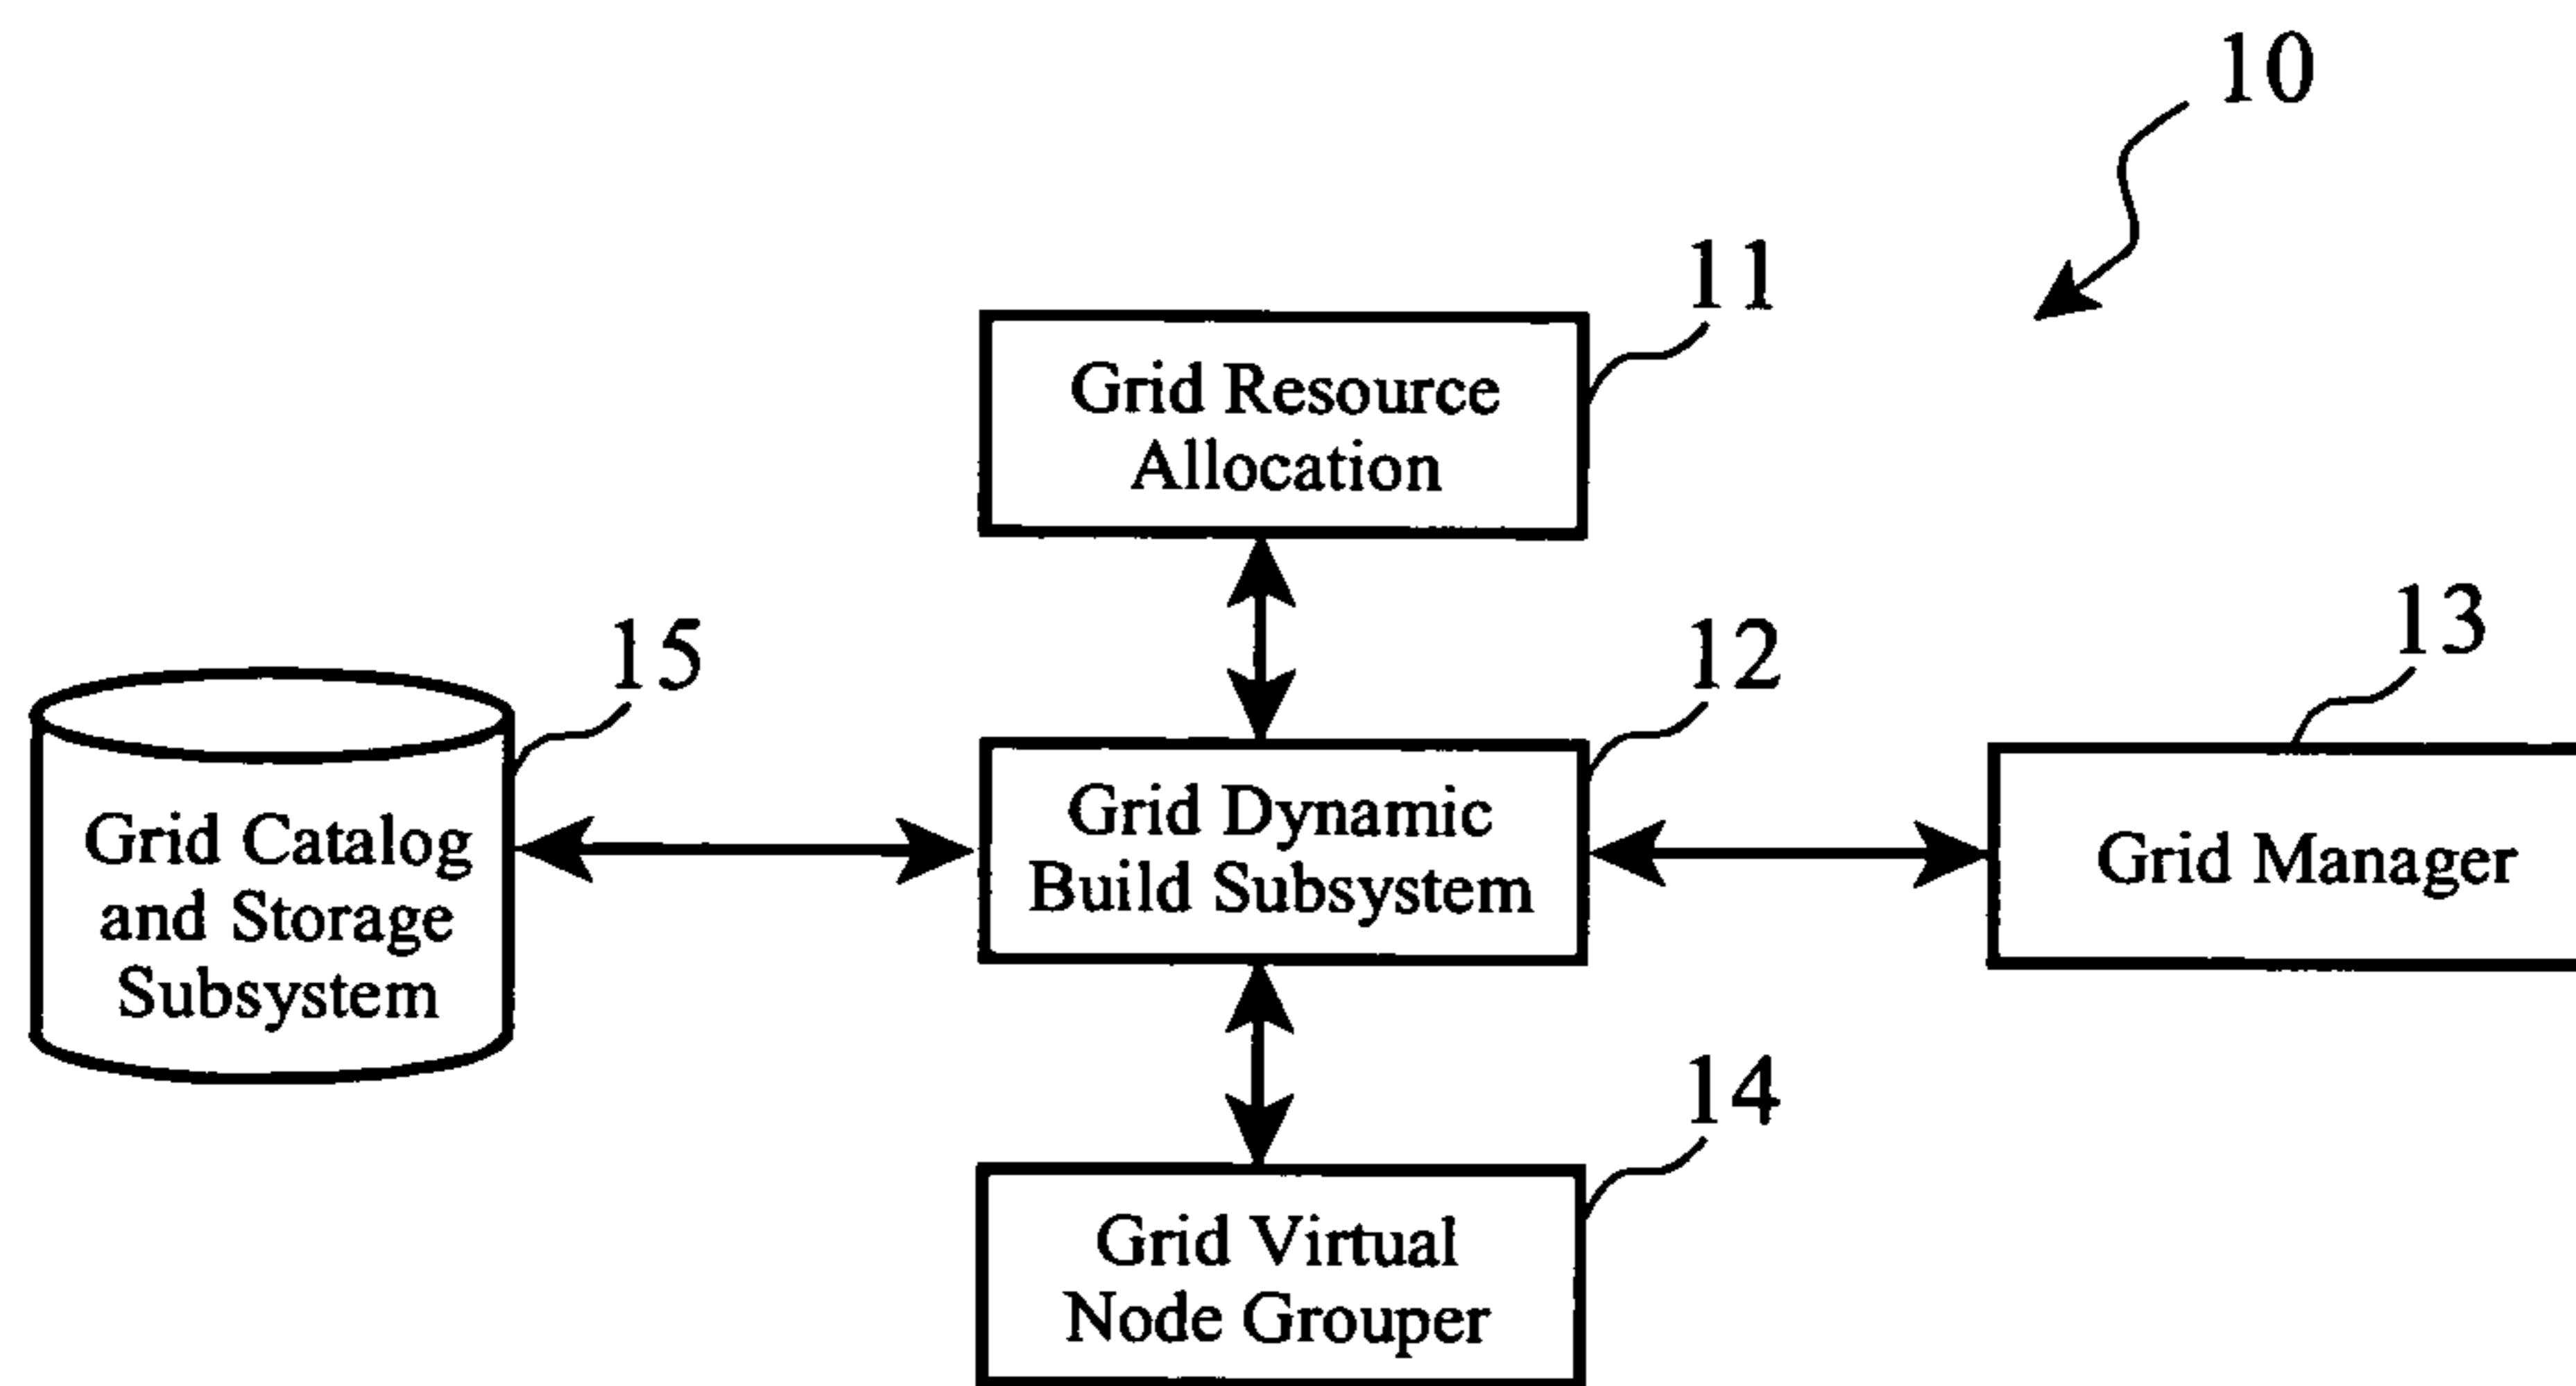 10
11
Grid Resource
Allocation
15
12
13
Grid Catalog
and Storage
Subsystem
Grid Dynamic
Build Subsystem
Grid Manager
14
Grid Virtual
Node Grouper